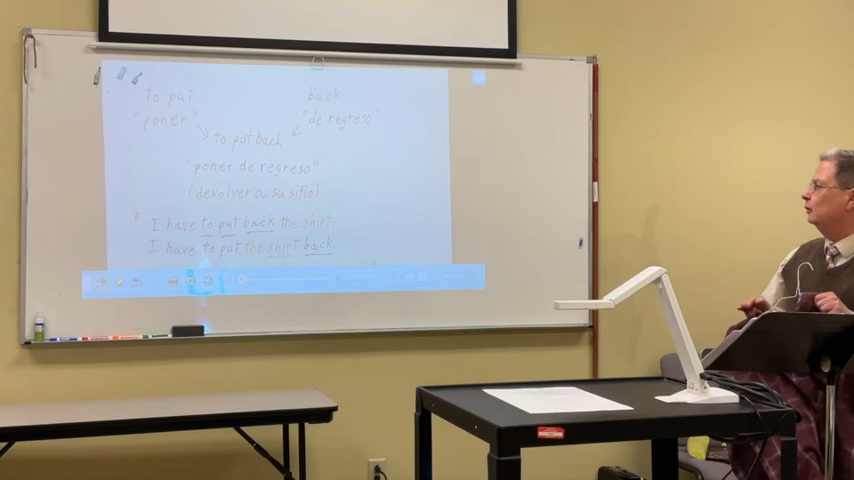 to put back
"poner" "de regreso"
to put back
"poner de regreso"
(devolver a su sitio)
I have to put back the shirt.
I have to put the shirt back.